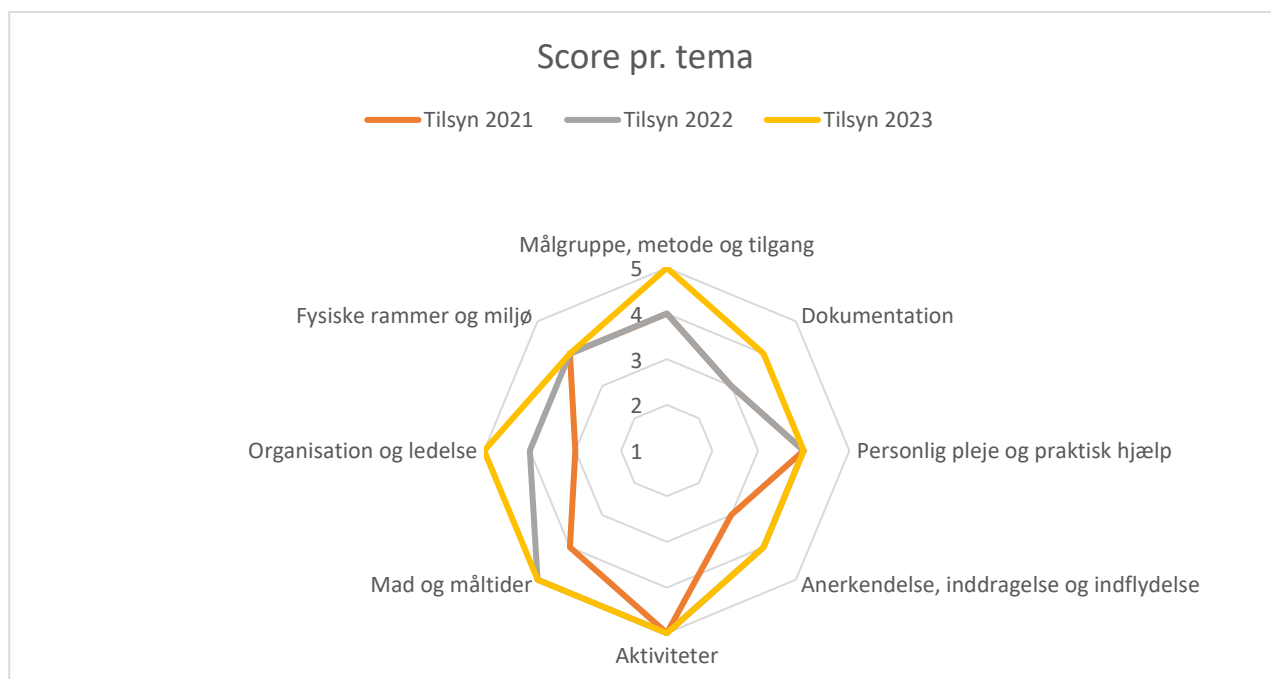 Score pr. tema
Tilsyn 2021 Tilsyn 2022 Tilsyn 2023
Målgruppe, metode og tilgang
5
Fysiske rammer og miljø
4
Dokumentation
3
2
Organisation og ledelse
1
Personlig pleje og praktisk hjælp
Mad og måltider
Anerkendelse, inddragelse og indflydelse
Aktiviteter